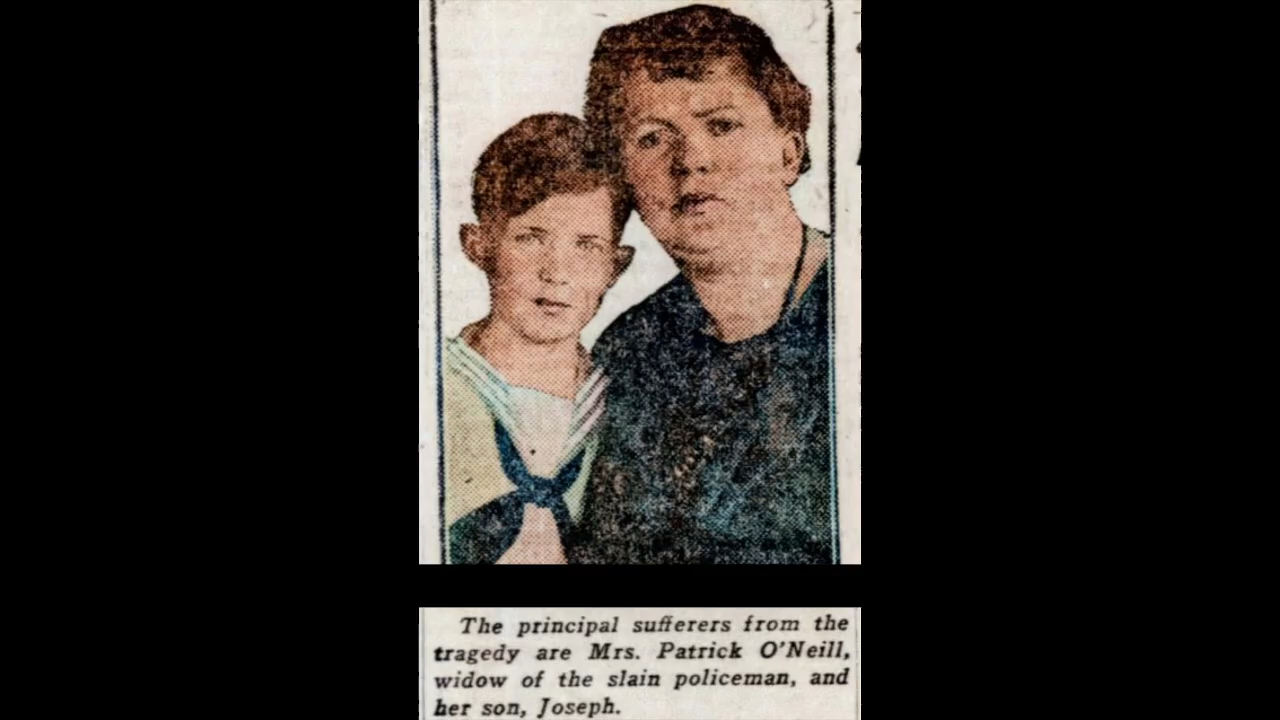 The principal sufferers from the
tragedy are Mrs. Patrick O'Neill,
widow of the slain policeman, and
her son, Joseph.